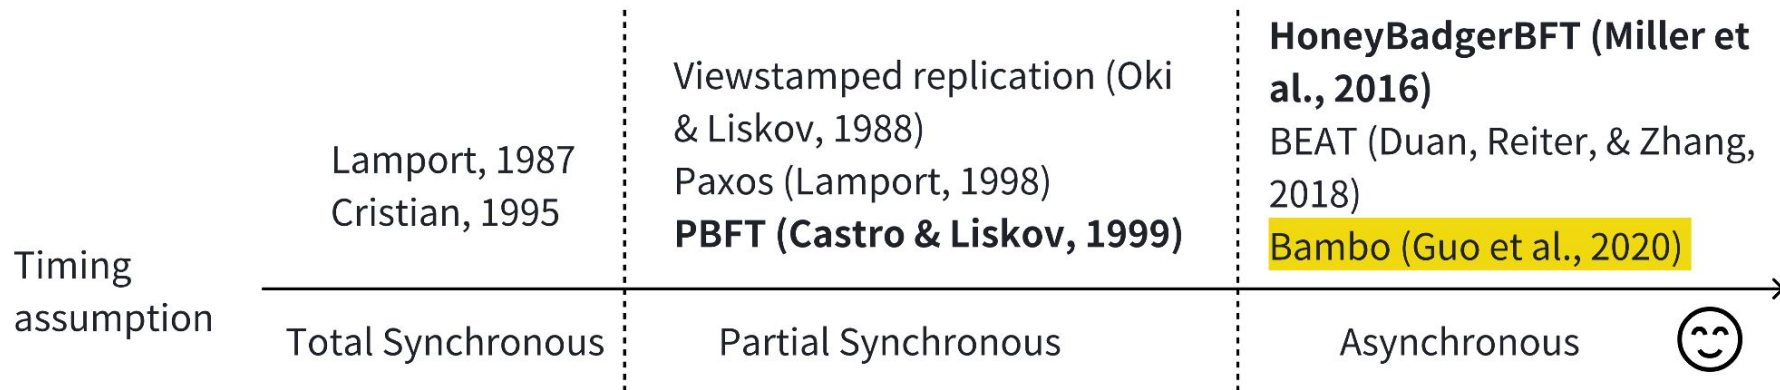 Timing
assumption
Lamport, 1987
Cristian, 1995
Total Synchronous
Viewstamped replication (Oki
& Liskov, 1988)
Paxos (Lamport, 1998)
PBFT (Castro & Liskov, 1999)
Partial Synchronous
HoneyBadgerBFT (Miller et
al., 2016)
BEAT (Duan, Reiter, & Zhang,
2018)
Bambo (Guo et al., 2020)
Asynchronous